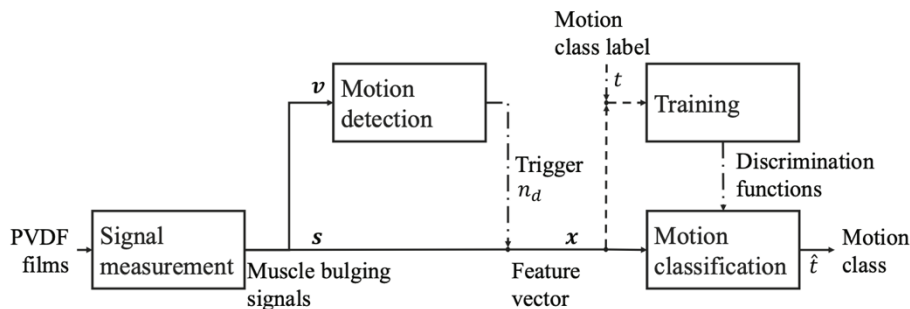 Motion
class label
t
v
Motion
detection
Training
Trigger
n_d
Discrimination
functions
PVDF
films
Signal
measurement
s
x
Motion
classification
t̂
Motion
class
Muscle bulging
signals
Feature
vector